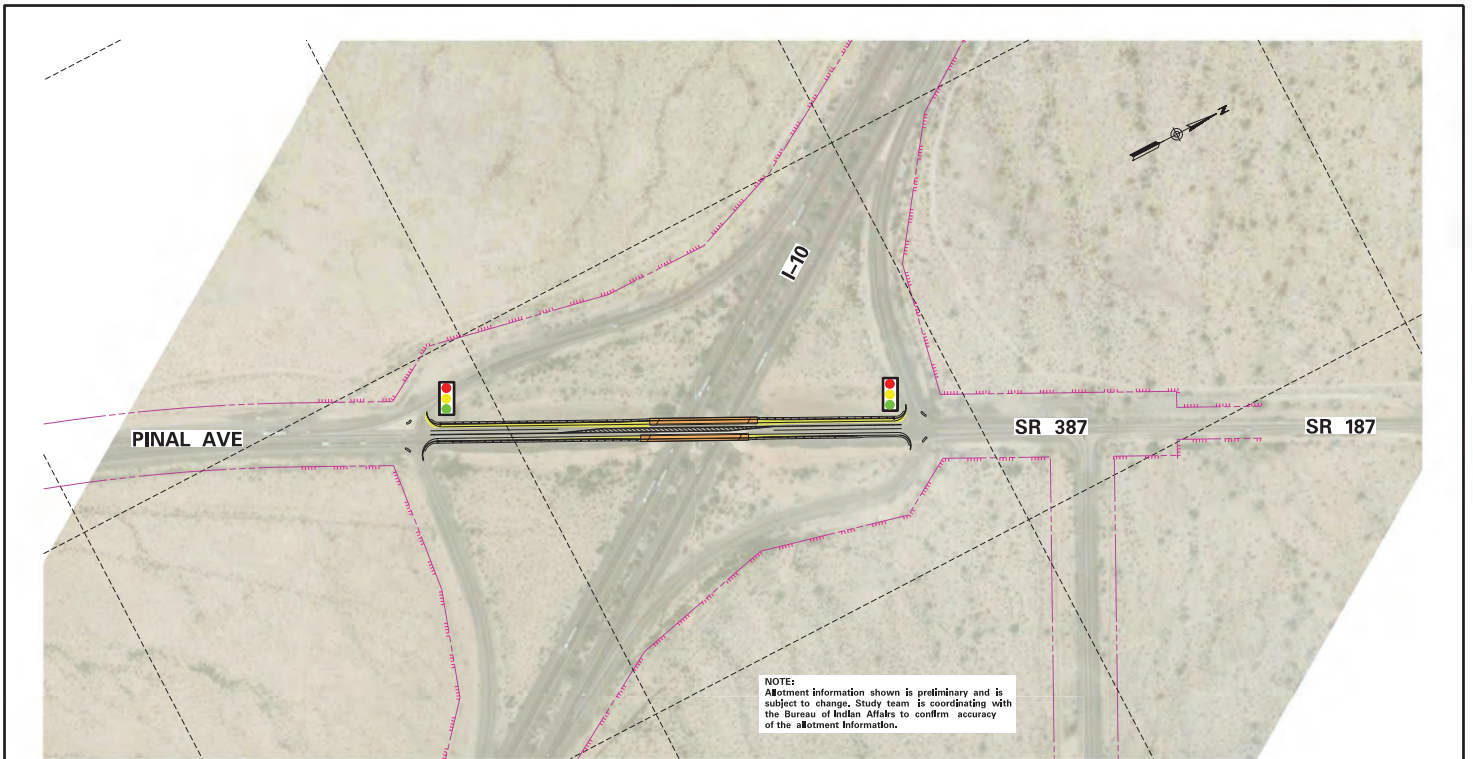 N
I-10
PINAL AVE
SR 387
SR 187
NOTE:
Allotment information shown is preliminary and is
subject to change. Study team is coordinating with
the Bureau of Indian Affairs to confirm accuracy
of the allotment information.